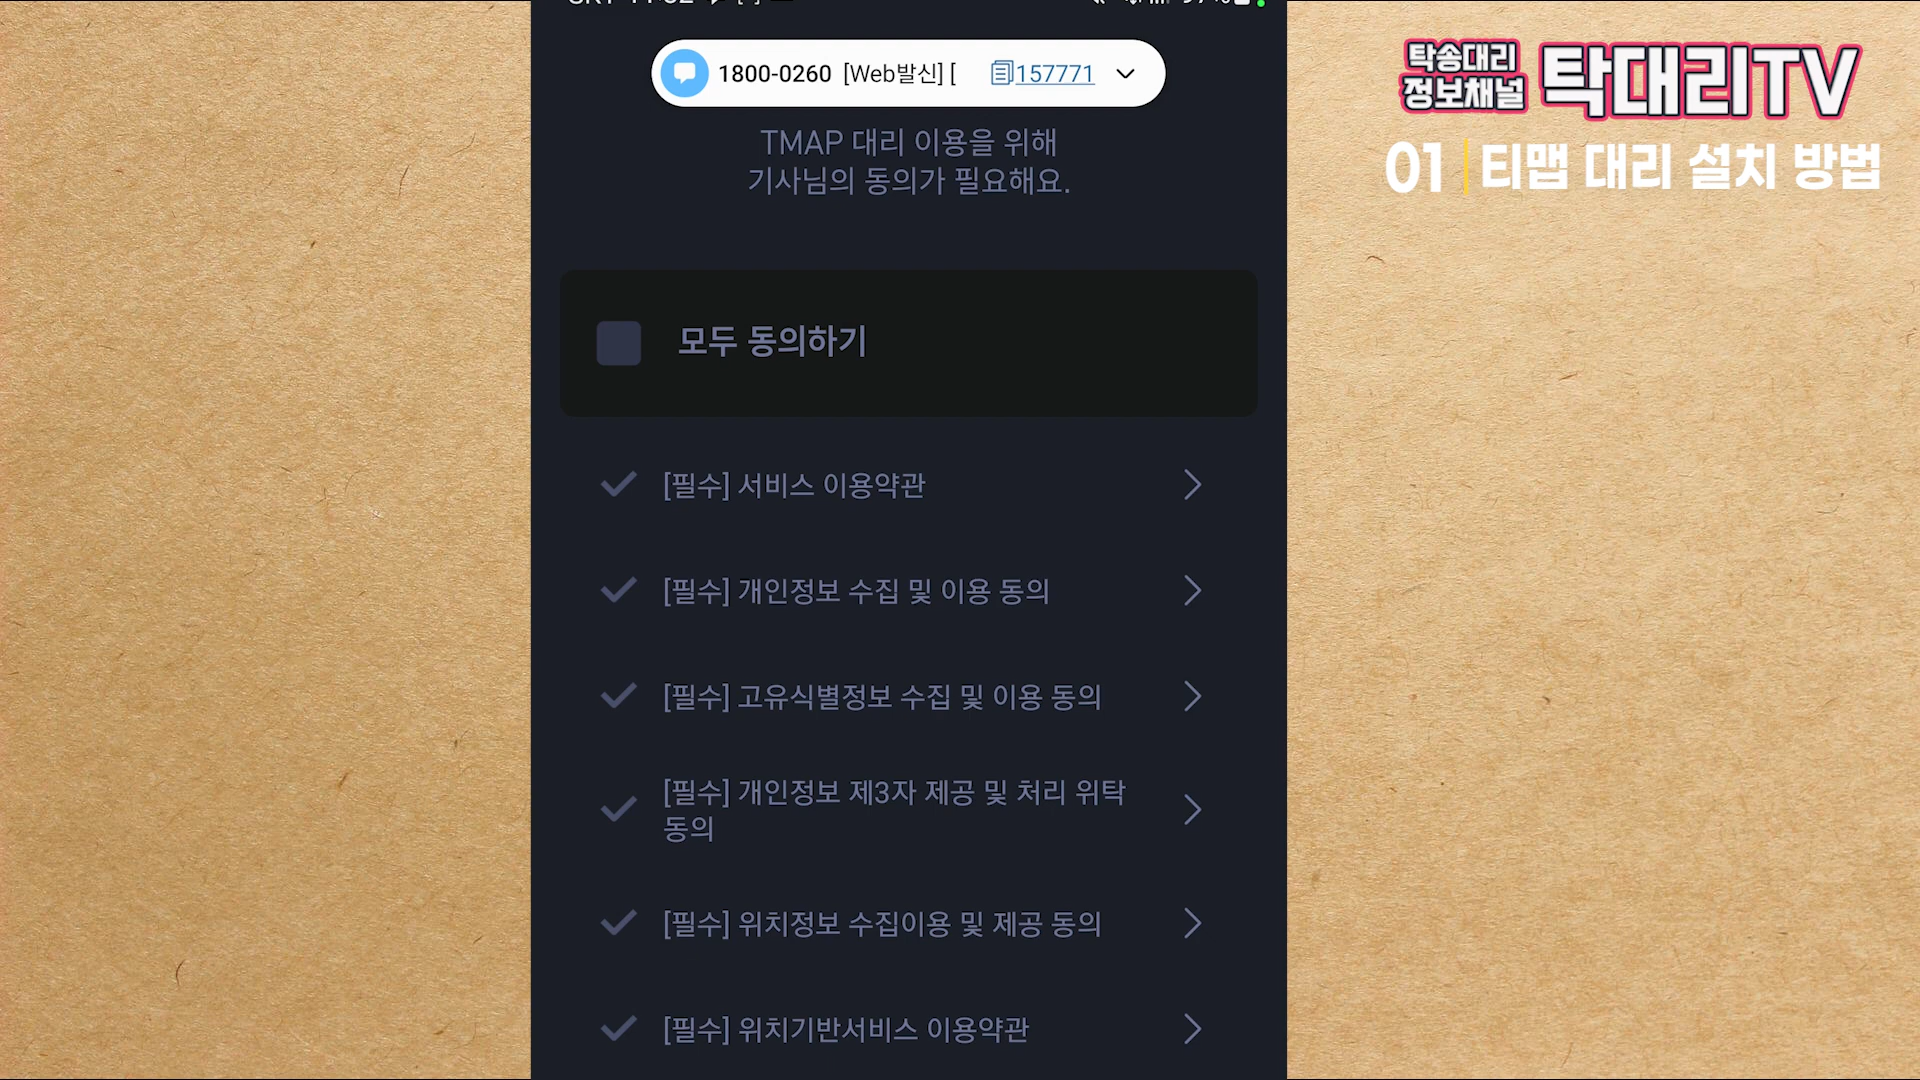 1800-0260 [Web발신] [ 157771
TMAP 대리 이용을 위해
기사님의 동의가 필요해요.
모두 동의하기
[필수] 서비스 이용약관
[필수] 개인정보 수집 및 이용 동의
[필수] 고유식별정보 수집 및 이용 동의
[필수] 개인정보 제3자 제공 및 처리 위탁
동의
[필수] 위치정보 수집이용 및 제공 동의
[필수] 위치기반서비스 이용약관
탁송대리
정보채널
탁대리TV
01 티맵 대리 설치 방법